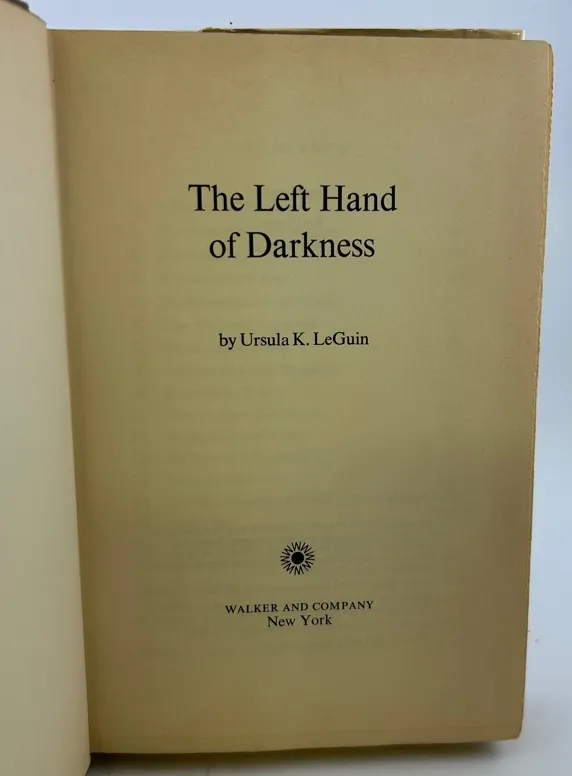 The Left Hand
of Darkness
by Ursula K. LeGuin
WALKER AND COMPANY
New York